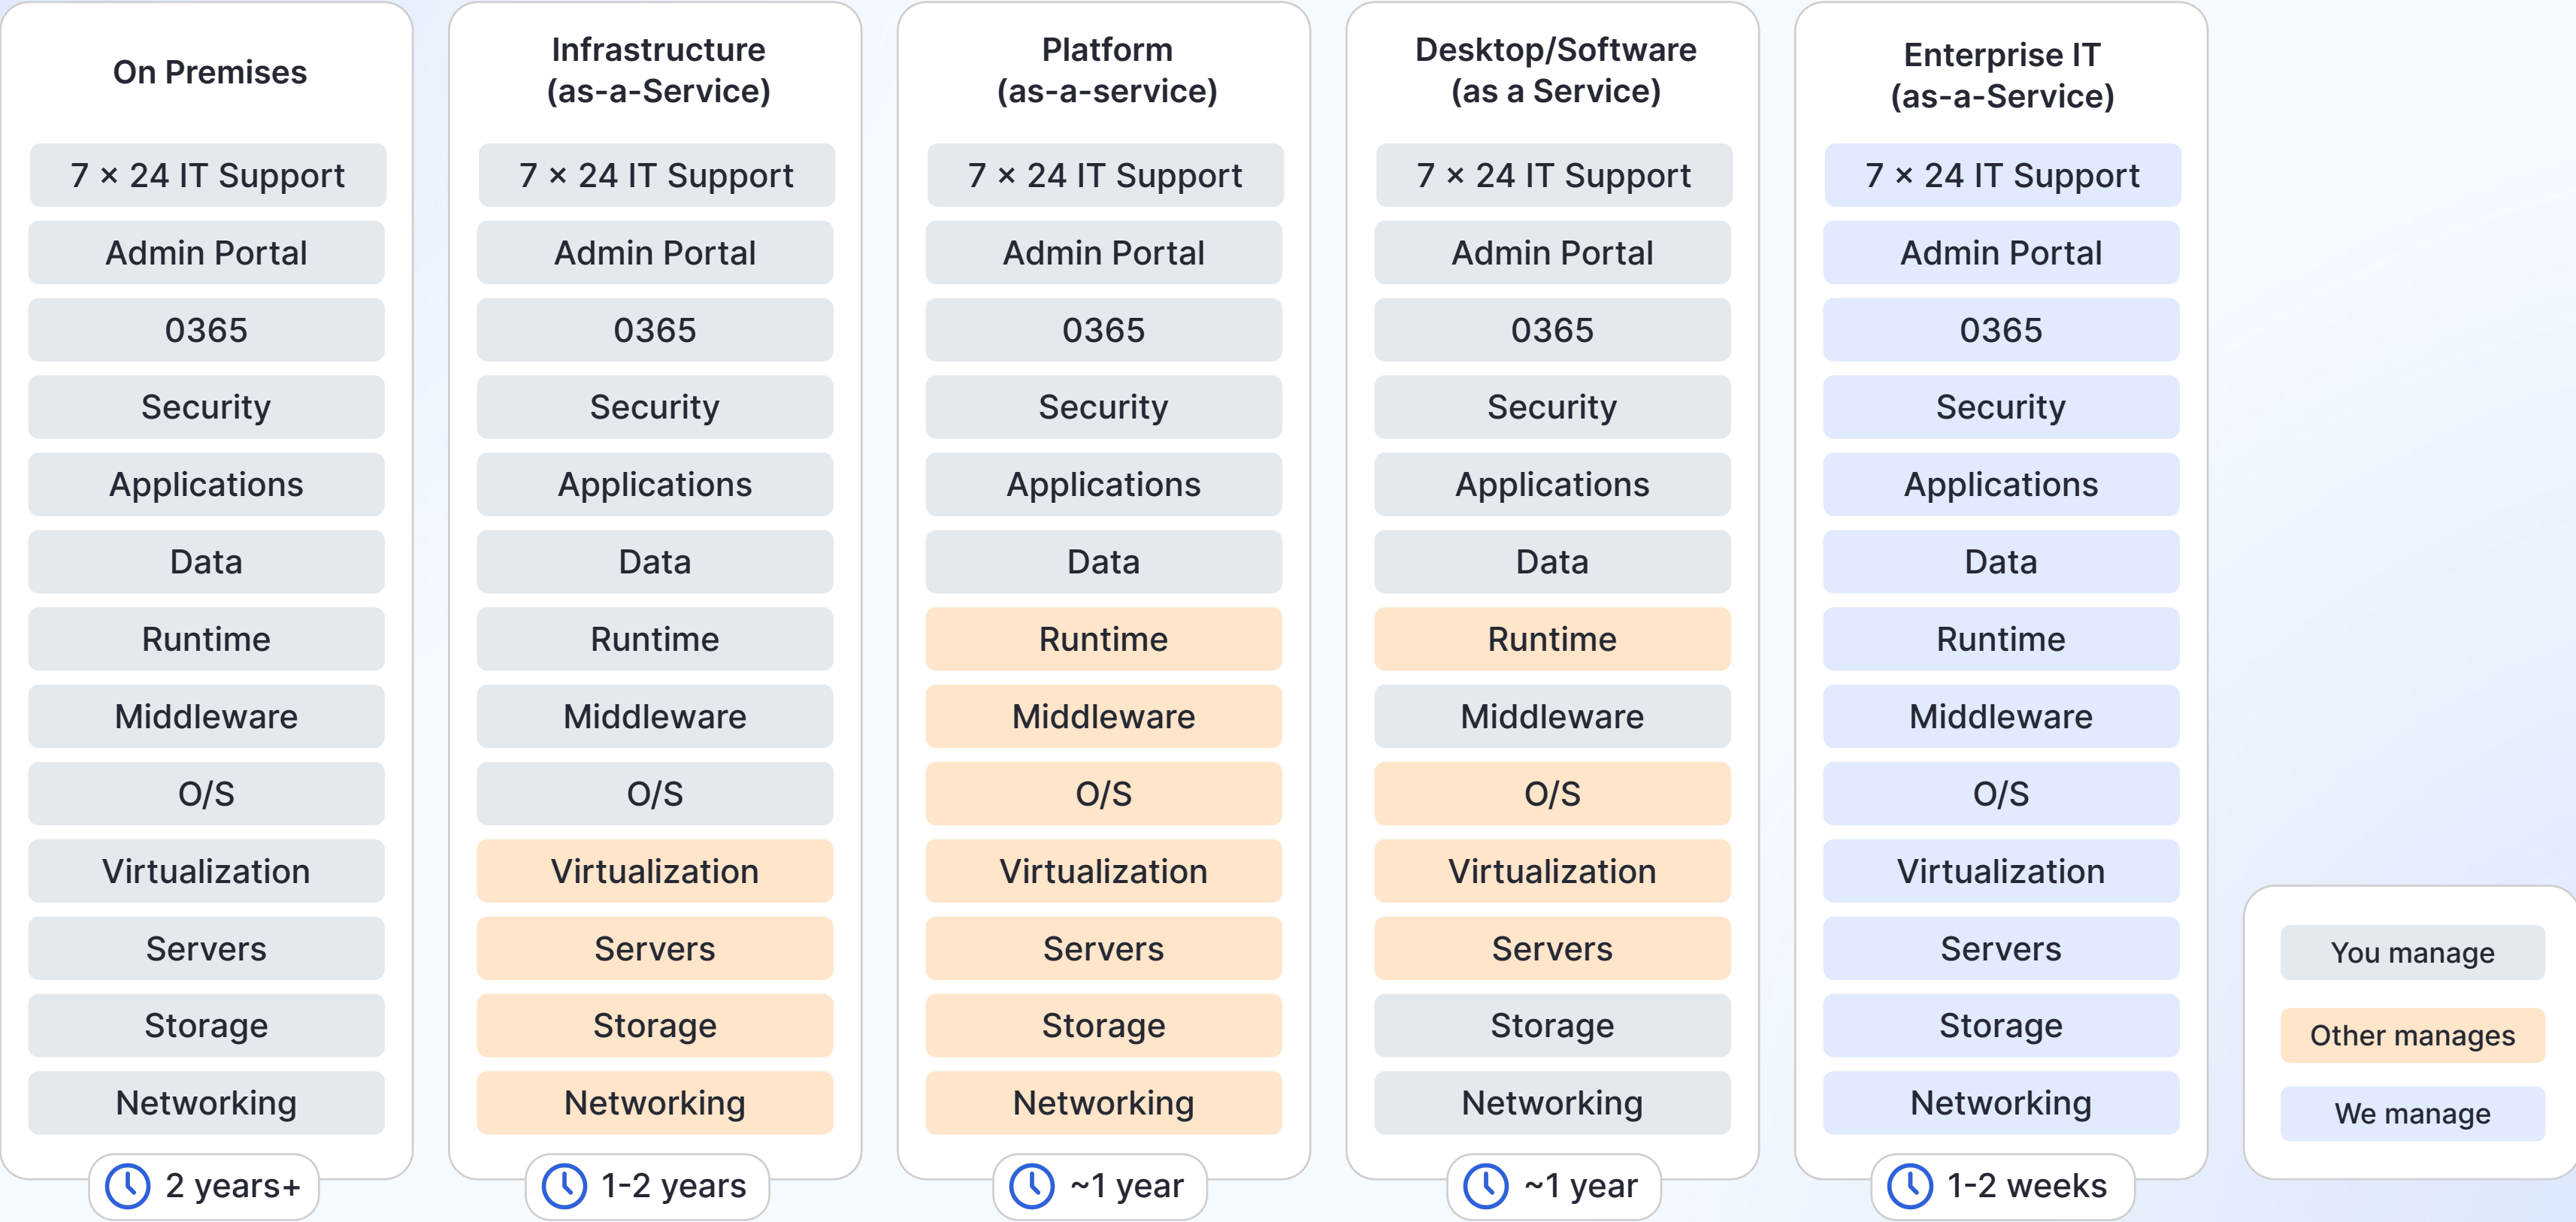 On Premises
7 × 24 IT Support
Admin Portal
0365
Security
Applications
Data
Runtime
Middleware
O/S
Virtualization
Servers
Storage
Networking
2 years+
Infrastructure
(as-a-Service)
7 × 24 IT Support
Admin Portal
0365
Security
Applications
Data
Runtime
Middleware
O/S
Virtualization
Servers
Storage
Networking
1-2 years
Platform
(as-a-service)
7 × 24 IT Support
Admin Portal
0365
Security
Applications
Data
Runtime
Middleware
O/S
Virtualization
Servers
Storage
Networking
~1 year
Desktop/Software
(as a Service)
7 × 24 IT Support
Admin Portal
0365
Security
Applications
Data
Runtime
Middleware
O/S
Virtualization
Servers
Storage
Networking
~1 year
Enterprise IT
(as-a-Service)
7 × 24 IT Support
Admin Portal
0365
Security
Applications
Data
Runtime
Middleware
O/S
Virtualization
Servers
Storage
Networking
1-2 weeks
You manage
Other manages
We manage